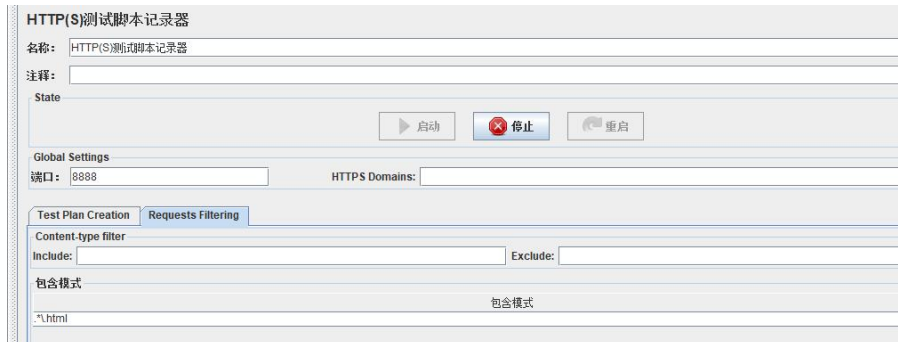 HTTP(S)测试脚本记录器
名称： HTTP(S)测试脚本记录器
注释：
State
启动 停止 重启
Global Settings
端口： 8888 HTTPS Domains:
Test Plan Creation Requests Filtering
Content-type filter
Include: Exclude:
包含模式
包含模式
.*\.html